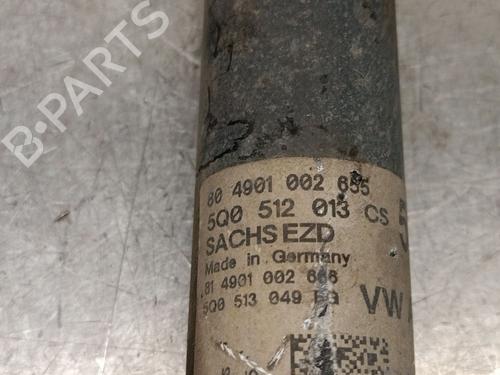 B-PARTS
80 4901 002 655
5Q0 512 013 CS
SACHS EZD
Made in Germany
81 4901 002 666
5Q0 513 049
VW